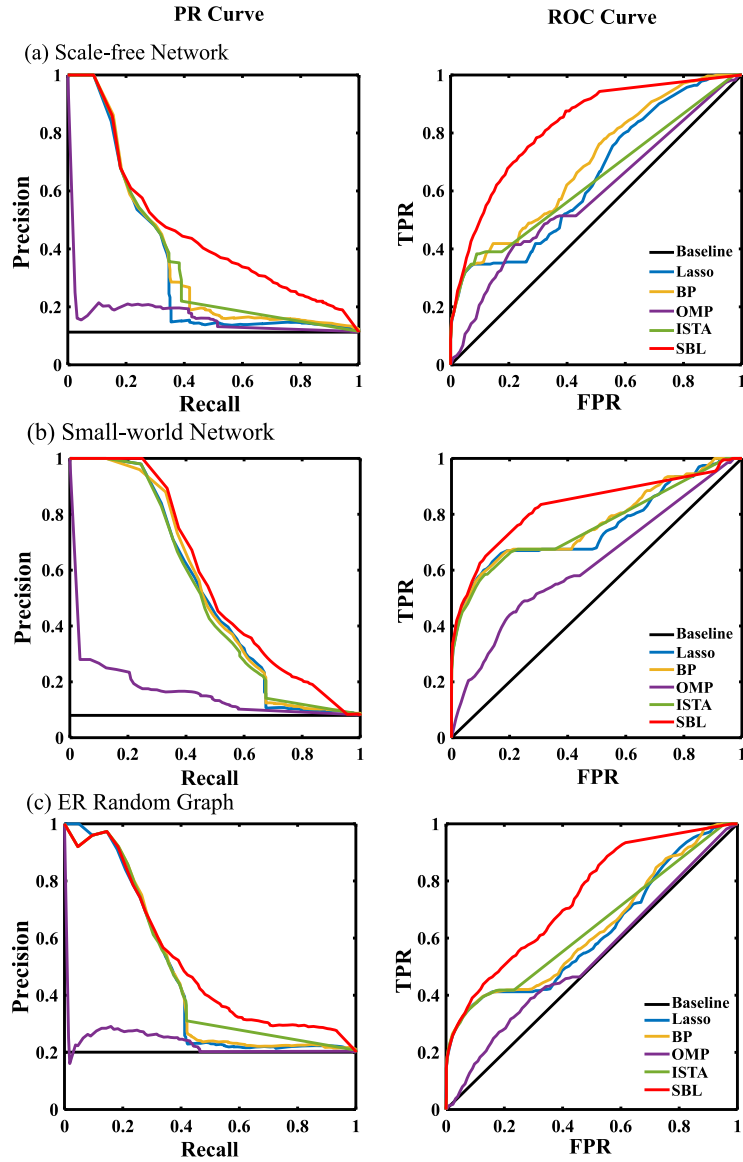 PR Curve
ROC Curve
(a) Scale-free Network
1
0.8
0.6
0.4
0.2
0
Precision
0
0.2
0.4
0.6
0.8
1
Recall
1
0.8
0.6
0.4
0.2
0
TPR
Baseline
Lasso
BP
OMP
ISTA
SBL
0
0.2
0.4
0.6
0.8
1
FPR
(b) Small-world Network
1
0.8
0.6
0.4
0.2
0
Precision
0
0.2
0.4
0.6
0.8
1
Recall
1
0.8
0.6
0.4
0.2
0
TPR
Baseline
Lasso
BP
OMP
ISTA
SBL
0
0.2
0.4
0.6
0.8
1
FPR
(c) ER Random Graph
1
0.8
0.6
0.4
0.2
0
Precision
0
0.2
0.4
0.6
0.8
1
Recall
1
0.8
0.6
0.4
0.2
0
TPR
Baseline
Lasso
BP
OMP
ISTA
SBL
0
0.2
0.4
0.6
0.8
1
FPR